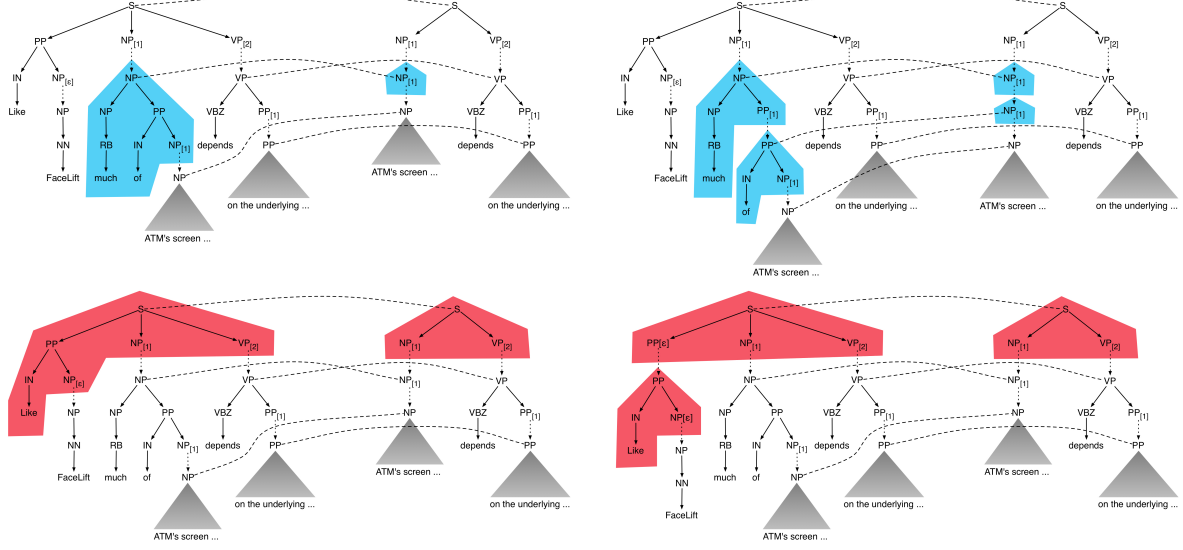 S S S S
PP NP[1] VP[2] NP[1] VP[2] PP NP[1] VP[2] NP[1] VP[2]
IN NP[ε] NP VP NP[1] VP IN NP[ε] NP VP NP[1] VP
Like NP NP PP VBZ PP[1] NP VBZ PP[1] Like NP NP PP[1] VBZ PP[1] NP[1] VBZ PP[1]
NN RB IN NP[1] depends PP depends PP NN RB PP depends PP NP depends PP
FaceLift much of NP ATM's screen ... FaceLift much IN NP[1]
on the underlying ... on the underlying ... on the underlying ... ATM's screen ... on the underlying ...
of NP
ATM's screen ...
ATM's screen ...
S S S S
PP NP[1] VP[2] NP[1] VP[2] PP[ε] NP[1] VP[2] NP[1] VP[2]
IN NP[ε] NP VP NP[1] VP PP NP VP NP[1] VP
Like NP NP PP VBZ PP[1] NP VBZ PP[1] IN NP[ε] NP PP VBZ PP[1] NP VBZ PP[1]
NN RB IN NP[1] depends PP depends PP Like NP RB IN NP[1] depends PP depends PP
FaceLift much of NP ATM's screen ... NN much of NP ATM's screen ...
on the underlying ... on the underlying ... on the underlying ... on the underlying ...
FaceLift
ATM's screen ... ATM's screen ...